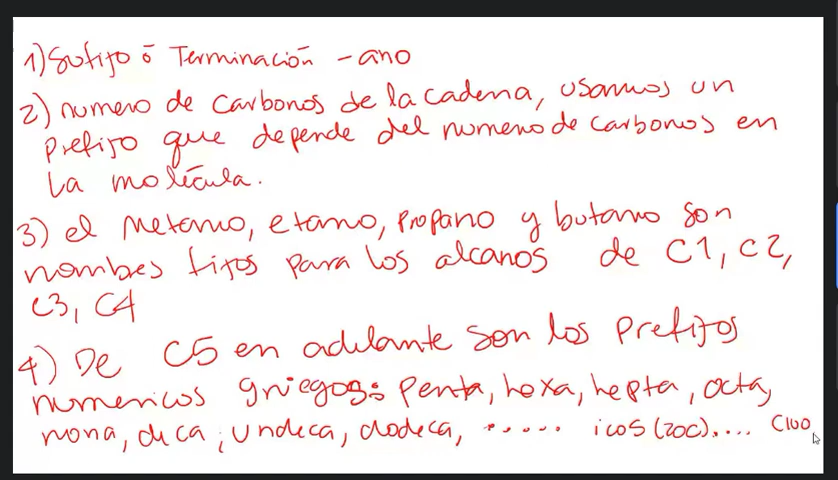 1) Sufijo ó Terminación - ano
2) numero de carbonos de la cadena, usamos un
prefijo que depende del numero de carbonos en
la molécula.
3) el Metano, etano, propano y butano son
nombres fijos para los alcanos de C1, C2,
C3, C4
4) De C5 en adelante son los Prefijos
numericos griegos: Penta, hexa, hepta, octa,
nona, deca, undeca, dodeca, ..... icos (20C).... C100